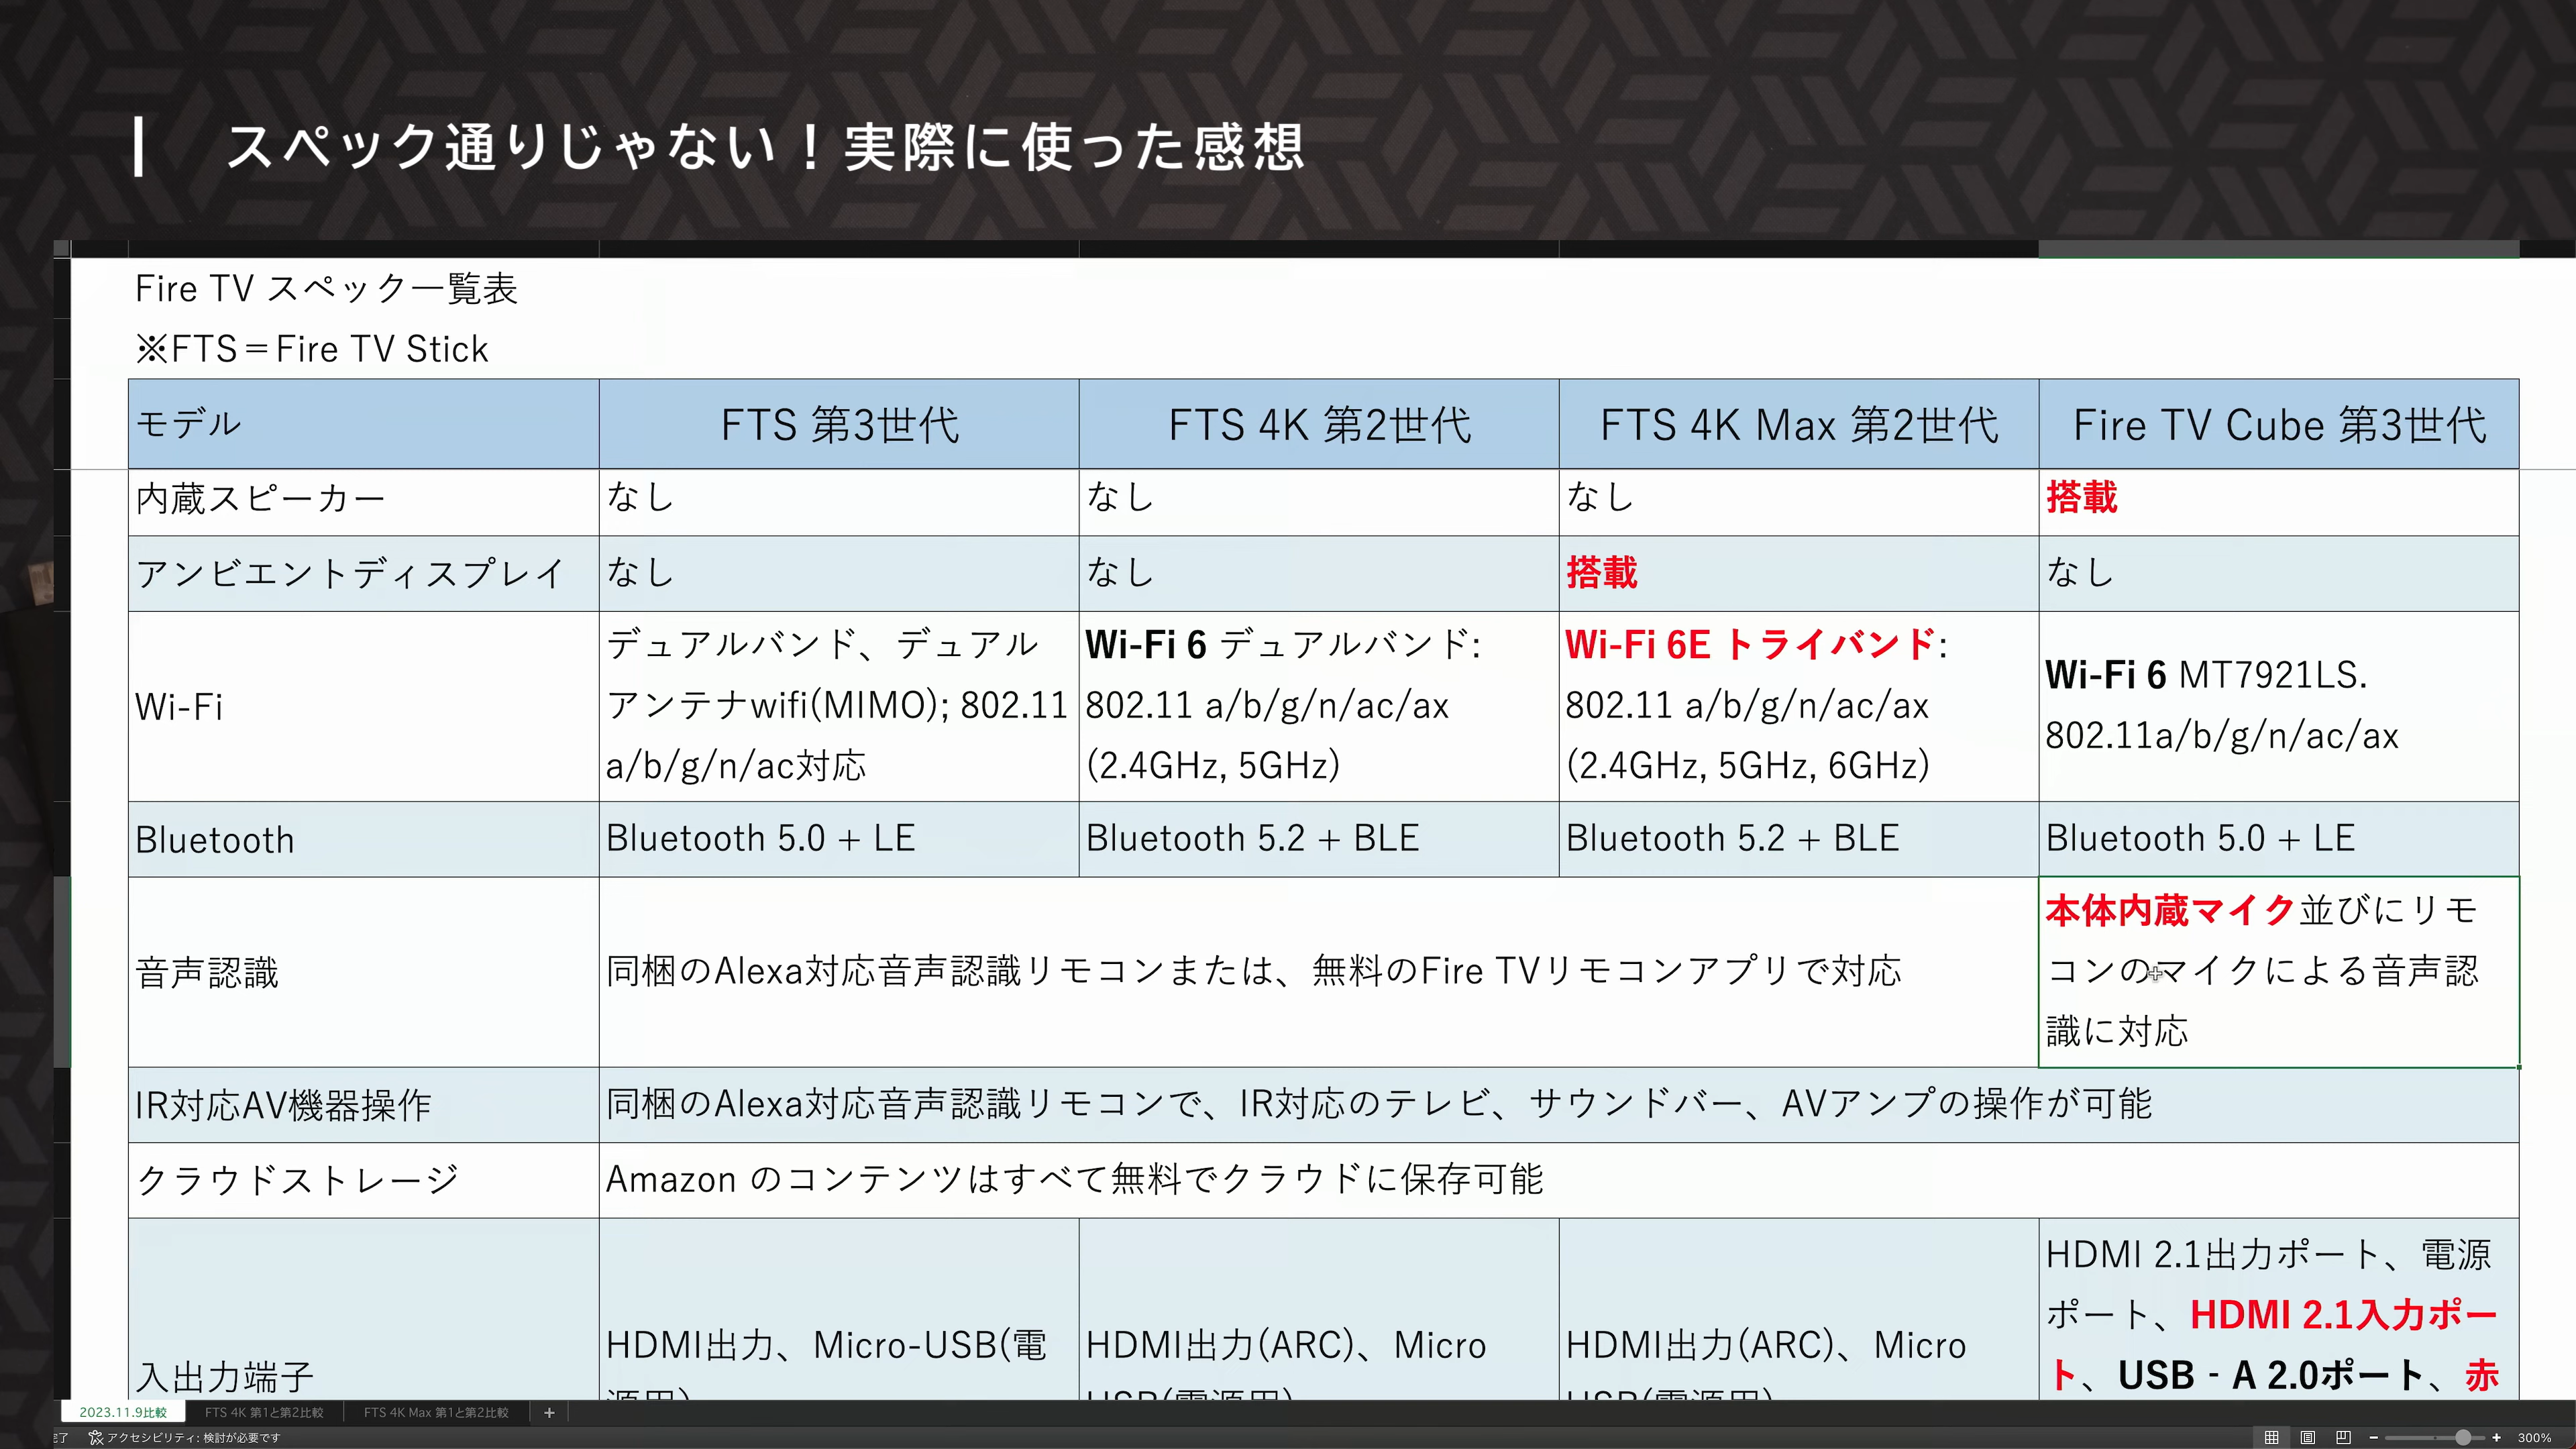 スペック通りじゃない！実際に使った感想
Fire TV スペック一覧表
※FTS＝Fire TV Stick
モデル
FTS 第3世代
FTS 4K 第2世代
FTS 4K Max 第2世代
Fire TV Cube 第3世代
内蔵スピーカー
なし
なし
なし
搭載
アンビエントディスプレイ
なし
なし
搭載
なし
Wi-Fi
デュアルバンド、デュアル
アンテナwifi(MIMO); 802.11
a/b/g/n/ac対応
Wi-Fi 6 デュアルバンド:
802.11 a/b/g/n/ac/ax
(2.4GHz, 5GHz)
Wi-Fi 6E トライバンド:
802.11 a/b/g/n/ac/ax
(2.4GHz, 5GHz, 6GHz)
Wi-Fi 6 MT7921LS.
802.11a/b/g/n/ac/ax
Bluetooth
Bluetooth 5.0 + LE
Bluetooth 5.2 + BLE
Bluetooth 5.2 + BLE
Bluetooth 5.0 + LE
音声認識
同梱のAlexa対応音声認識リモコンまたは、無料のFire TVリモコンアプリで対応
本体内蔵マイク並びにリモ
コンのマイクによる音声認
識に対応
IR対応AV機器操作
同梱のAlexa対応音声認識リモコンで、IR対応のテレビ、サウンドバー、AVアンプの操作が可能
クラウドストレージ
Amazon のコンテンツはすべて無料でクラウドに保存可能
入出力端子
HDMI出力、Micro-USB(電
源用)
HDMI出力(ARC)、Micro
USB(電源用)
HDMI出力(ARC)、Micro
USB(電源用)
HDMI 2.1出力ポート、電源
ポート、HDMI 2.1入力ポー
ト、USB‐A 2.0ポート、赤
2023.11.9比較
FTS 4K 第1と第2比較
FTS 4K Max 第1と第2比較
+
了
アクセシビリティ: 検討が必要です
300%